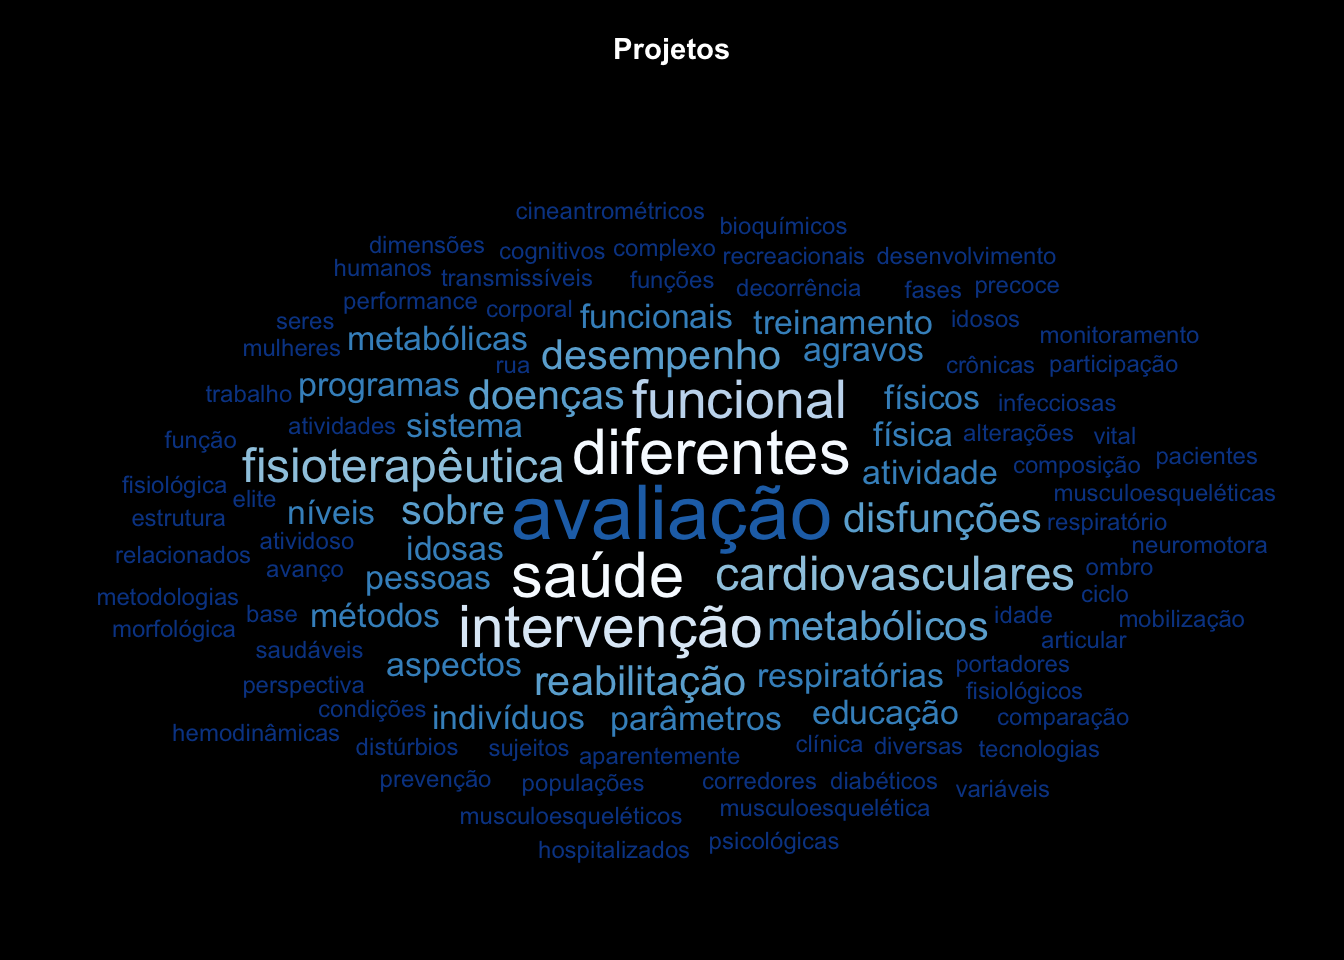 Projetos
cineantrométricos
bioquímicos
dimensões cognitivos complexo recreacionais desenvolvimento
humanos transmissíveis funções decorrência fases precoce
performance corporal funcionais treinamento idosos
seres metabólicas monitoramento
mulheres rua desempenho agravos crônicas participação
trabalho programas doenças funcional físicos infecciosas
função atividades sistema diferentes física alterações vital
fisiológica fisioterapêutica atividade composição pacientes
elite musculoesqueléticas
estrutura níveis sobre avaliação disfunções respiratório
relacionados atividoso idosas neuromotora
avanço pessoas saúde cardiovasculares ombro
metodologias ciclo
morfológica base métodos intervenção metabólicos idade mobilização
saudáveis aspectos articular
perspectiva reabilitação respiratórias portadores
fisiológicos
hemodinâmicas condições indivíduos parâmetros educação comparação
distúrbios sujeitos aparentemente clínica diversas tecnologias
prevenção populações corredores diabéticos variáveis
musculoesqueléticos musculoesquelética
hospitalizados psicológicas